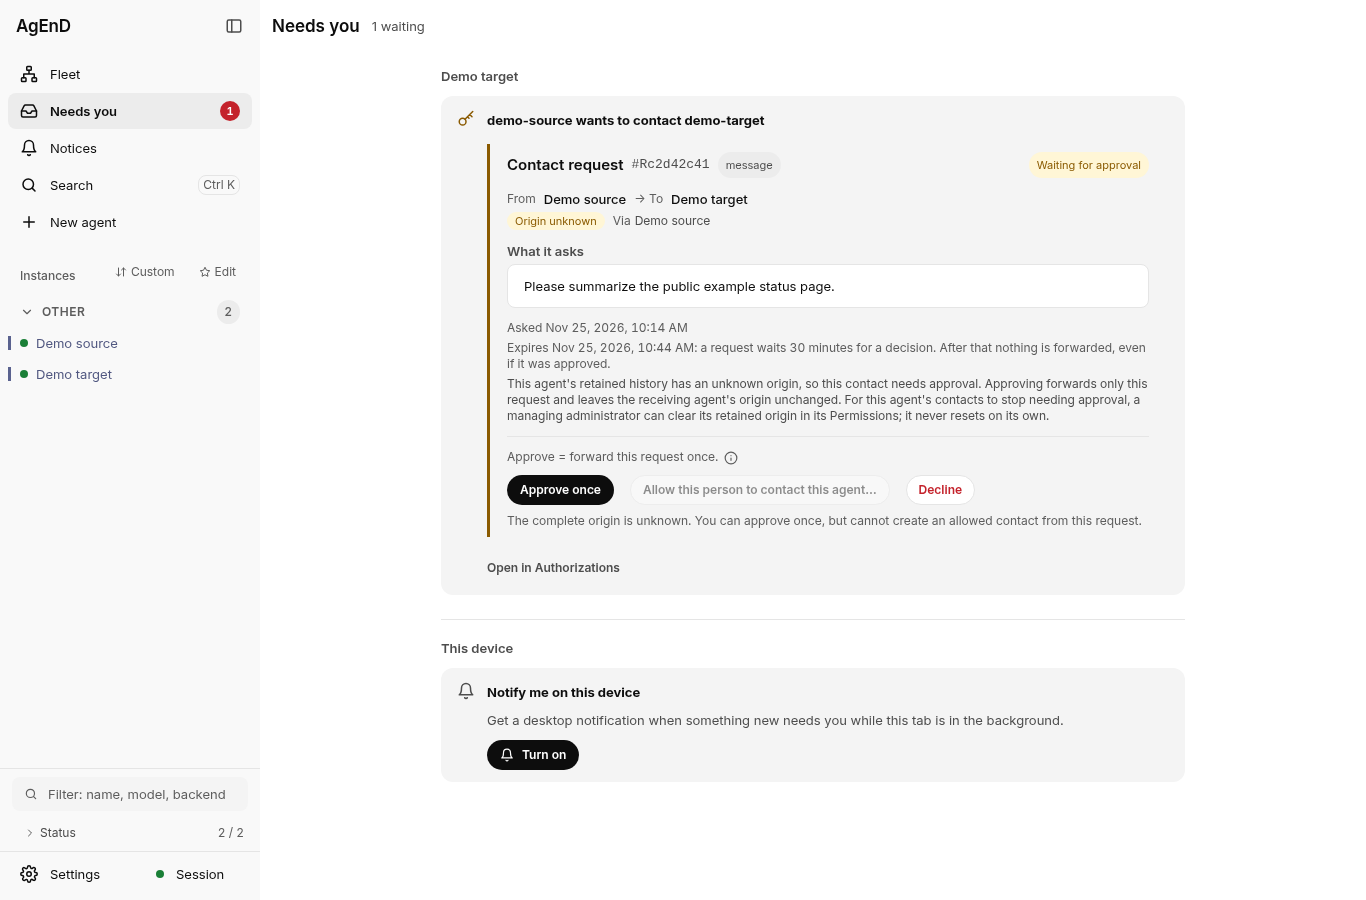 AgEnD
Fleet
Needs you 1
Notices
Search Ctrl K
New agent
Instances Custom Edit
OTHER 2
Demo source
Demo target
Filter: name, model, backend
Status 2 / 2
Settings Session
Needs you 1 waiting
Demo target
demo-source wants to contact demo-target
Contact request #Rc2d42c41 message Waiting for approval
From Demo source → To Demo target
Origin unknown Via Demo source
What it asks
Please summarize the public example status page.
Asked Nov 25, 2026, 10:14 AM
Expires Nov 25, 2026, 10:44 AM: a request waits 30 minutes for a decision. After that nothing is forwarded, even
if it was approved.
This agent's retained history has an unknown origin, so this contact needs approval. Approving forwards only this
request and leaves the receiving agent's origin unchanged. For this agent's contacts to stop needing approval, a
managing administrator can clear its retained origin in its Permissions; it never resets on its own.
Approve = forward this request once.
Approve once Allow this person to contact this agent... Decline
The complete origin is unknown. You can approve once, but cannot create an allowed contact from this request.
Open in Authorizations
This device
Notify me on this device
Get a desktop notification when something new needs you while this tab is in the background.
Turn on